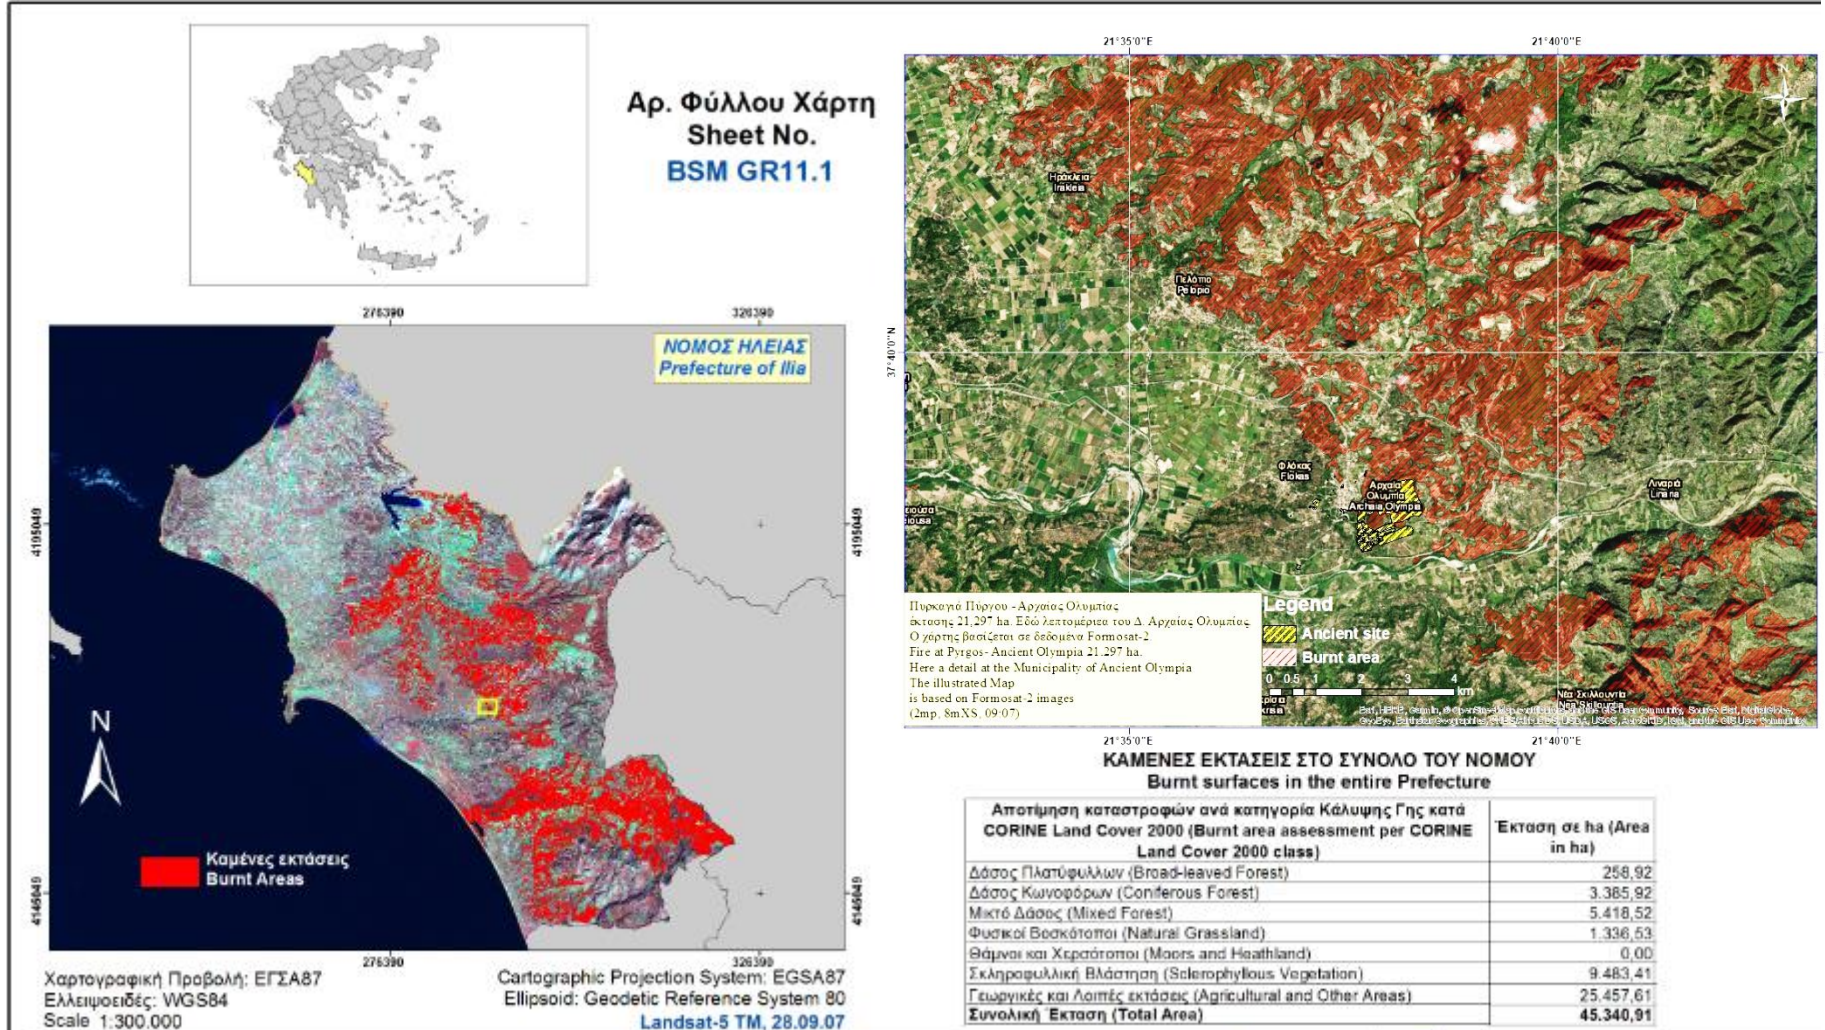 Αρ. Φύλλου Χάρτη
Sheet No.
BSM GR11.1
276390
326390
ΝΟΜΟΣ ΗΛΕΙΑΣ
Prefecture of Ilia
4195049
4195049
N
Καμένες εκτάσεις
Burnt Areas
4145049
4145049
276390
326390
Χαρτογραφική Προβολή: ΕΓΣΑ87
Ελλειψοειδές: WGS84
Scale 1:300.000
Cartographic Projection System: EGSA87
Ellipsoid: Geodetic Reference System 80
Landsat-5 TM, 28.09.07
21°35'0"E
21°40'0"E
N
Ηράκλεια
Irakleia
Πελόπιο
Pelopio
37°40'0"N
Φλόκας
Flokas
Αρχαία
Ολυμπία
Archaia Olympia
Λιναριά
Linaria
Πυρκαγιά Πύργου - Αρχαίας Ολυμπίας
έκτασης 21,297 ha. Εδώ λεπτομέρεια του Δ. Αρχαίας Ολυμπίας
Ο χάρτης βασίζεται σε δεδομένα Formosat-2
Fire at Pyrgos- Ancient Olympia 21.297 ha.
Here a detail at the Municipality of Ancient Olympia
The illustrated Map
is based on Formosat-2 images
(2mp, 8mXS, 09-07)
Legend
Ancient site
Burnt area
0 0.5 1 2 3 4
km
Νέα Σκιλλουντία
Nea Skillountia
21°35'0"E
21°40'0"E
ΚΑΜΕΝΕΣ ΕΚΤΑΣΕΙΣ ΣΤΟ ΣΥΝΟΛΟ ΤΟΥ ΝΟΜΟΥ
Burnt surfaces in the entire Prefecture
Αποτίμηση καταστροφών ανά κατηγορία Κάλυψης Γης κατά
CORINE Land Cover 2000 (Burnt area assessment per CORINE
Land Cover 2000 class)
Έκταση σε ha (Area
in ha)
Δάσος Πλατύφυλλων (Broad-leaved Forest) 258,92
Δάσος Κωνοφόρων (Coniferous Forest) 3.385,92
Μικτό Δάσος (Mixed Forest) 5.418,52
Φυσικοί Βοσκότοποι (Natural Grassland) 1.336,53
Θάμνοι και Χερσότοποι (Moors and Heathland) 0,00
Σκληροφυλλική Βλάστηση (Sclerophyllous Vegetation) 9.483,41
Γεωργικές και Λοιπές εκτάσεις (Agricultural and Other Areas) 25.457,61
Συνολική Έκταση (Total Area) 45.340,91